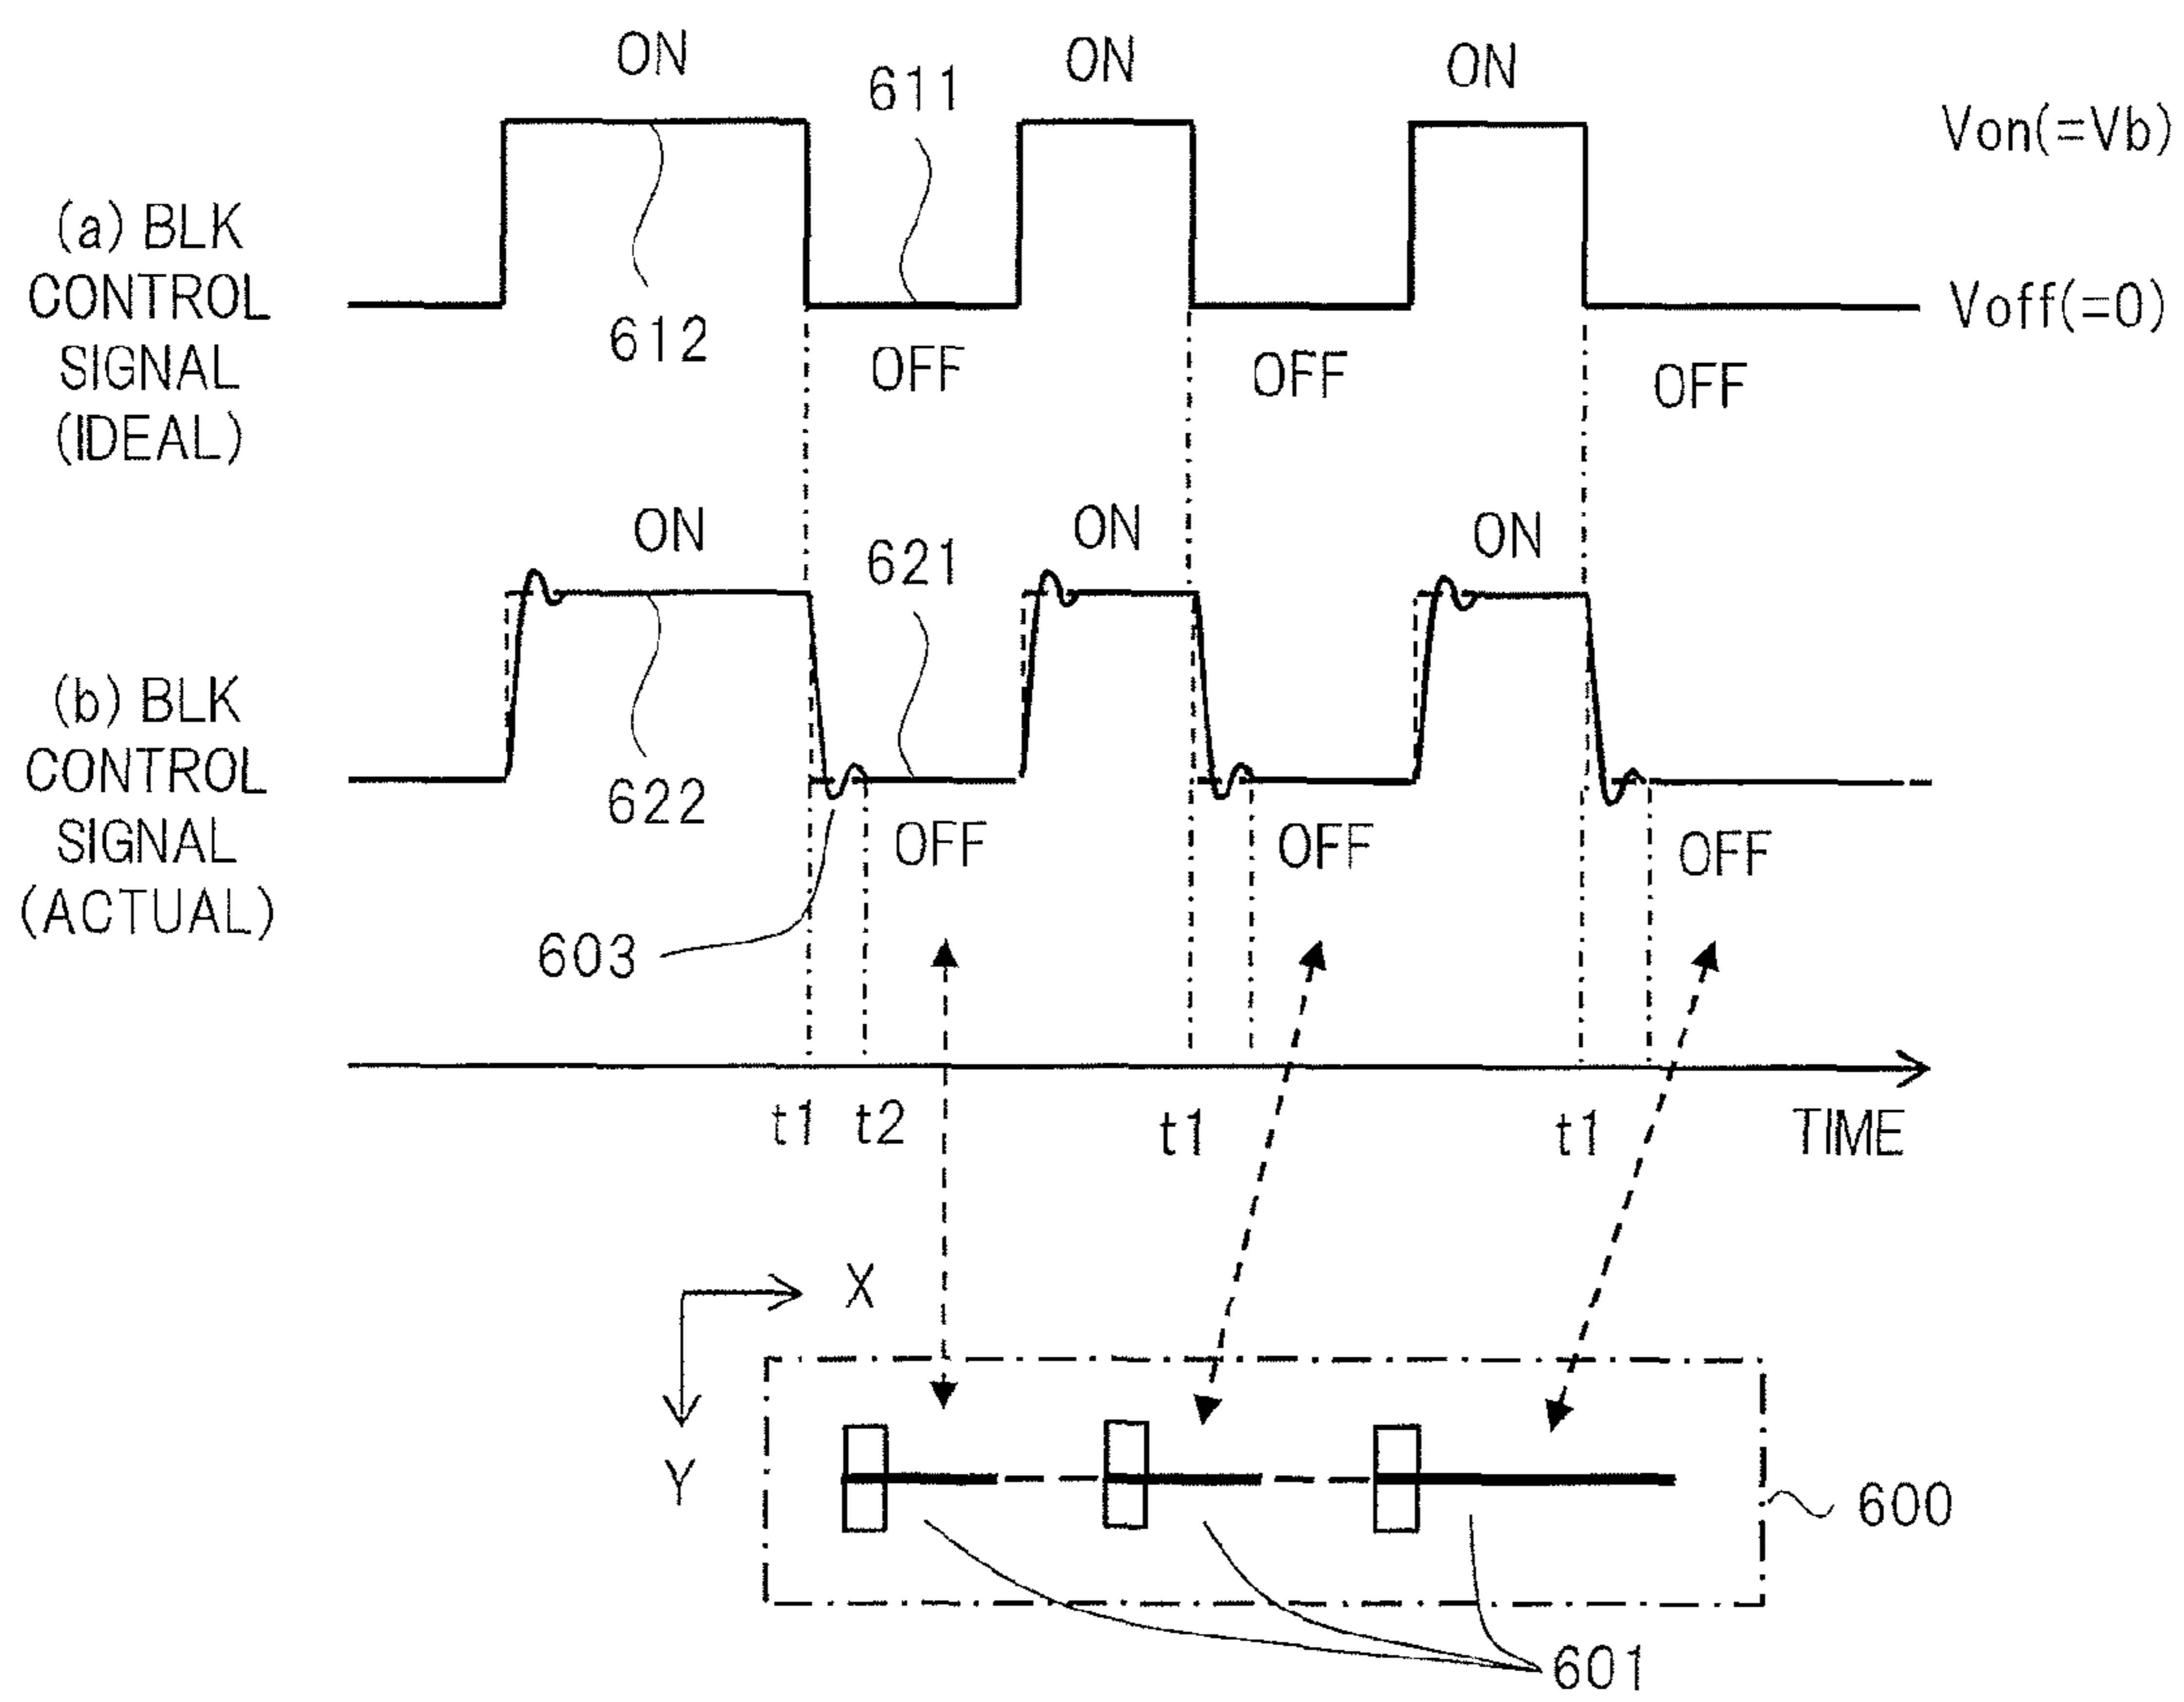 ON ON ON
611
Von(=Vb)
(a) BLK
CONTROL
SIGNAL
(IDEAL)
612
Voff(=0)
OFF OFF OFF
ON ON ON
621
(b) BLK
CONTROL
SIGNAL
(ACTUAL)
622
OFF OFF OFF
603
t1 t2 t1 t1 TIME
X
Y
600
601